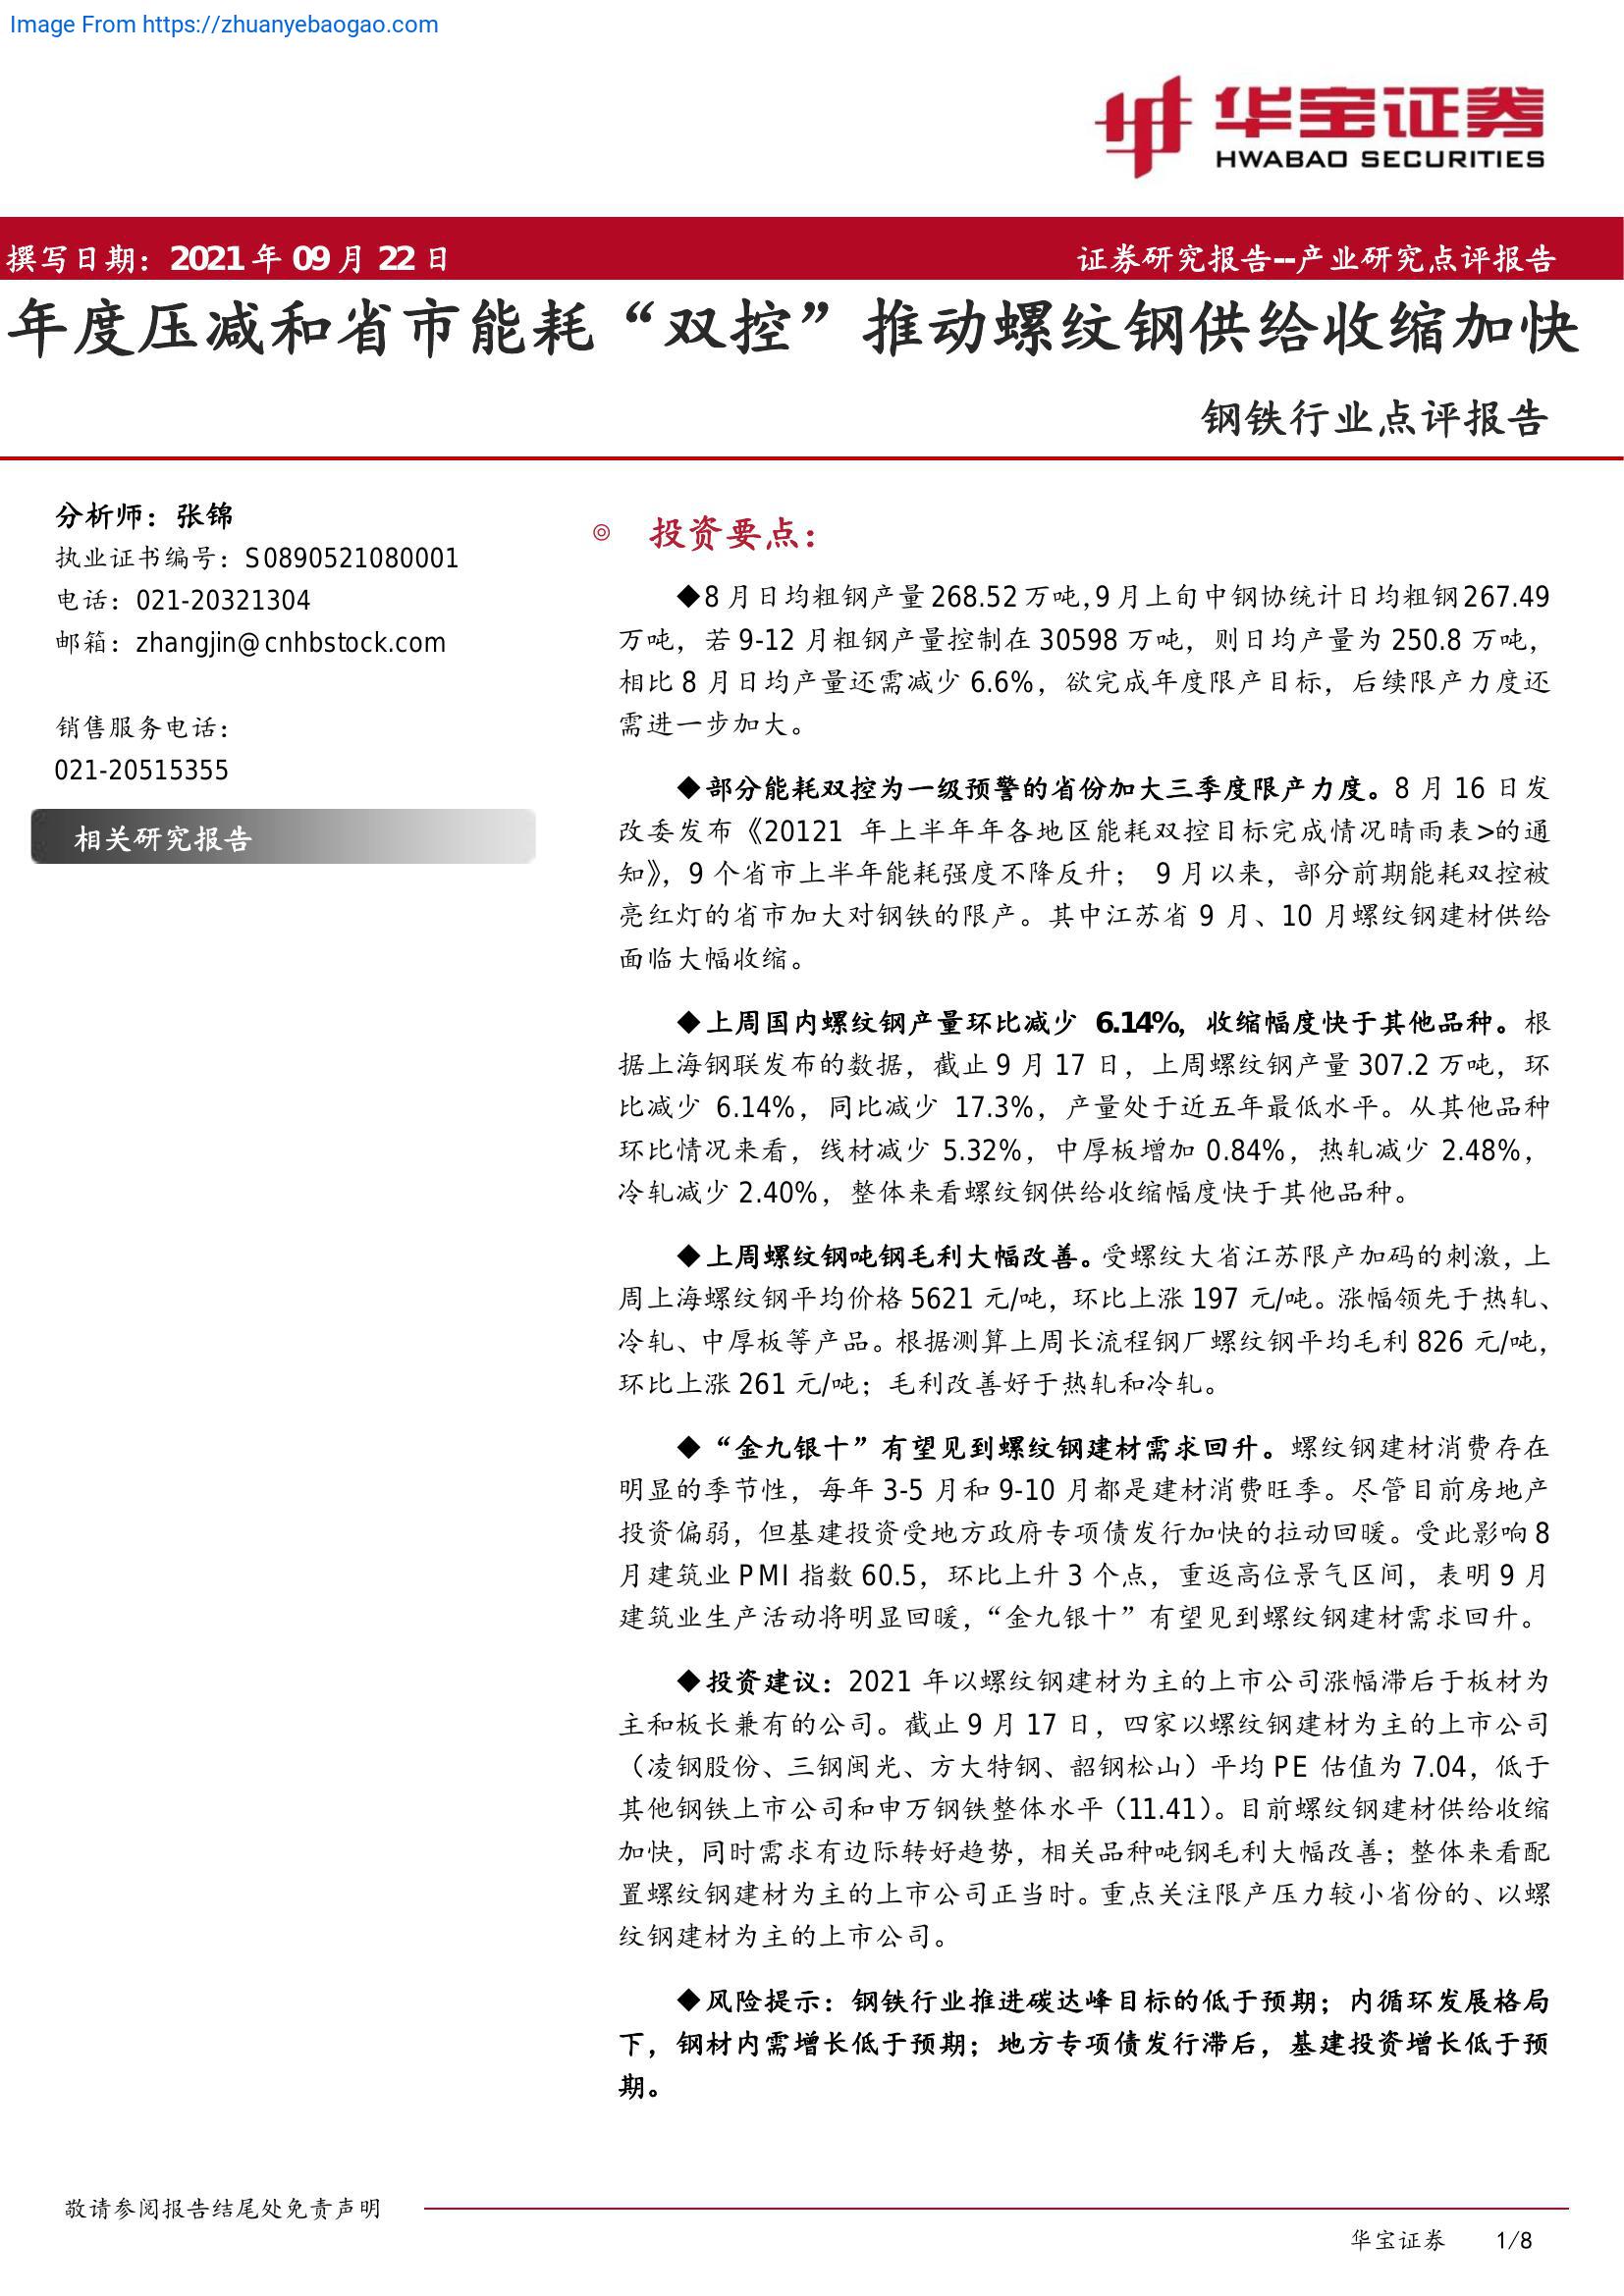 Image From https://zhuanyebaogao.com
华宝证券
HWABAO SECURITIES
撰写日期：2021 年 09 月 22 日
证券研究报告--产业研究点评报告
年度压减和省市能耗“双控”推动螺纹钢供给收缩加快
钢铁行业点评报告
分析师：张锦
执业证书编号：S0890521080001
电话：021-20321304
邮箱：zhangjin@cnhbstock.com
销售服务电话：
021-20515355
相关研究报告
◎ 投资要点：
◆8 月日均粗钢产量 268.52 万吨，9 月上旬中钢协统计日均粗钢 267.49
万吨，若 9-12 月粗钢产量控制在 30598 万吨，则日均产量为 250.8 万吨，
相比 8 月日均产量还需减少 6.6%，欲完成年度限产目标，后续限产力度还
需进一步加大。
◆部分能耗双控为一级预警的省份加大三季度限产力度。8 月 16 日发
改委发布《20121 年上半年年各地区能耗双控目标完成情况晴雨表>的通
知》，9 个省市上半年能耗强度不降反升； 9 月以来，部分前期能耗双控被
亮红灯的省市加大对钢铁的限产。其中江苏省 9 月、10 月螺纹钢建材供给
面临大幅收缩。
◆上周国内螺纹钢产量环比减少 6.14%，收缩幅度快于其他品种。根
据上海钢联发布的数据，截止 9 月 17 日，上周螺纹钢产量 307.2 万吨，环
比减少 6.14%，同比减少 17.3%，产量处于近五年最低水平。从其他品种
环比情况来看，线材减少 5.32%，中厚板增加 0.84%，热轧减少 2.48%，
冷轧减少 2.40%，整体来看螺纹钢供给收缩幅度快于其他品种。
◆上周螺纹钢吨钢毛利大幅改善。受螺纹大省江苏限产加码的刺激，上
周上海螺纹钢平均价格 5621 元/吨，环比上涨 197 元/吨。涨幅领先于热轧、
冷轧、中厚板等产品。根据测算上周长流程钢厂螺纹钢平均毛利 826 元/吨，
环比上涨 261 元/吨；毛利改善好于热轧和冷轧。
◆“金九银十”有望见到螺纹钢建材需求回升。螺纹钢建材消费存在
明显的季节性，每年 3-5 月和 9-10 月都是建材消费旺季。尽管目前房地产
投资偏弱，但基建投资受地方政府专项债发行加快的拉动回暖。受此影响 8
月建筑业 PMI 指数 60.5，环比上升 3 个点，重返高位景气区间，表明 9 月
建筑业生产活动将明显回暖，“金九银十”有望见到螺纹钢建材需求回升。
◆投资建议：2021 年以螺纹钢建材为主的上市公司涨幅滞后于板材为
主和板长兼有的公司。截止 9 月 17 日，四家以螺纹钢建材为主的上市公司
（凌钢股份、三钢闽光、方大特钢、韶钢松山）平均 PE 估值为 7.04，低于
其他钢铁上市公司和申万钢铁整体水平（11.41）。目前螺纹钢建材供给收缩
加快，同时需求有边际转好趋势，相关品种吨钢毛利大幅改善；整体来看配
置螺纹钢建材为主的上市公司正当时。重点关注限产压力较小省份的、以螺
纹钢建材为主的上市公司。
◆风险提示：钢铁行业推进碳达峰目标的低于预期；内循环发展格局
下，钢材内需增长低于预期；地方专项债发行滞后，基建投资增长低于预
期。
敬请参阅报告结尾处免责声明
华宝证券 1/8